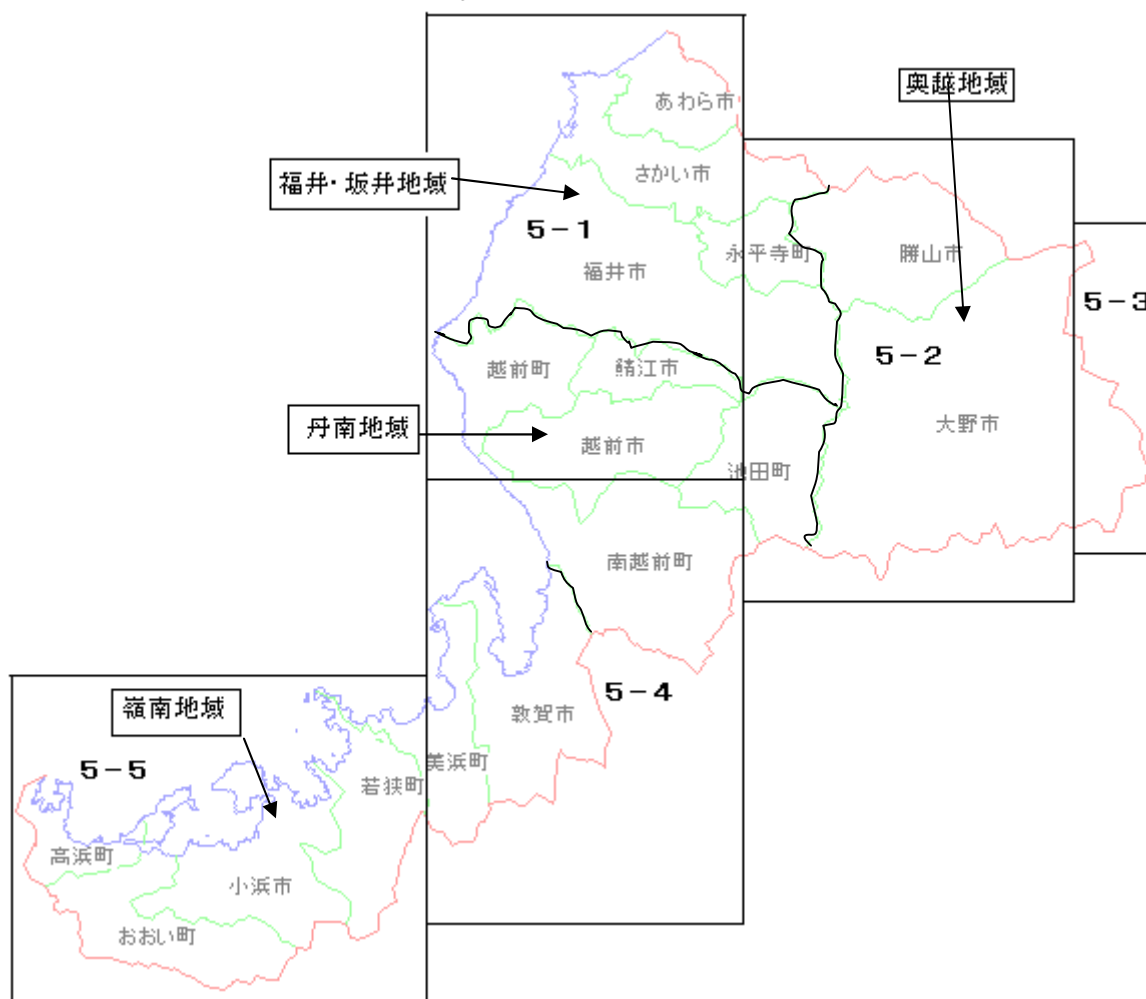 奥越地域
あわら市
さかい市
福井・坂井地域
5-1
永平寺町
勝山市
福井市
5-3
5-2
越前町
鯖江市
丹南地域
越前市
大野市
池田町
南越前町
5-4
嶺南地域
敦賀市
5-5
美浜町
若狭町
高浜町
小浜市
おおい町